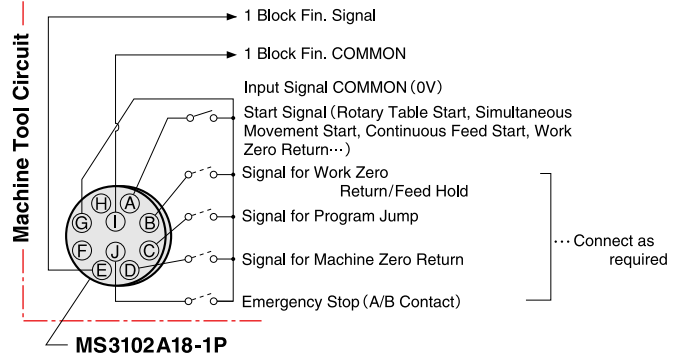 1 Block Fin. Signal
1 Block Fin. COMMON
Machine Tool Circuit
Input Signal COMMON (0V)
Start Signal (Rotary Table Start, Simultaneous
Movement Start, Continuous Feed Start, Work
Zero Return…)
Signal for Work Zero
Return/Feed Hold
Signal for Program Jump
Signal for Machine Zero Return
Emergency Stop (A/B Contact)
…Connect as
required
H A
G I B
F J C
E D
MS3102A18-1P